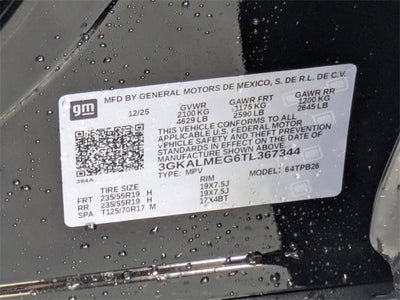 gm
MFD BY GENERAL MOTORS DE MEXICO, S. DE R.L. DE C.V.
12/25 GVWR GAWR FRT GAWR RR
2100 KG 1175 KG 1200 KG
4629 LB 2590 LB 2645 LB
THIS VEHICLE CONFORMS TO ALL
APPLICABLE U.S. FEDERAL MOTOR
VEHICLE SAFETY AND THEFT PREVENTION
STANDARDS IN EFFECT ON THE DATE OF
MANUFACTURE SHOWN ABOVE.
3GKALMEG6TL367344
TYPE: MPV MODEL: 64TPB26
TIRE SIZE RIM
FRT 235/55R19 H 19X7.5J
RR 235/55R19 H 19X7.5J
SPA T125/70R17 M 17X4BT